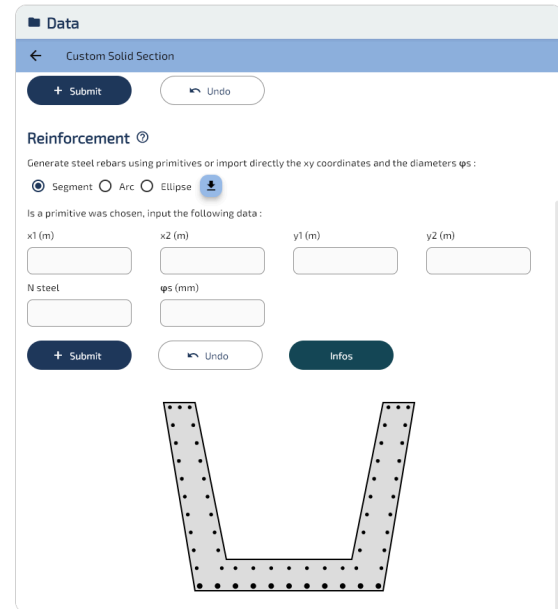 Data
Custom Solid Section
+ Submit
Undo
Reinforcement
Generate steel rebars using primitives or import directly the xy coordinates and the diameters φs :
Segment Arc Ellipse
Is a primitive was chosen, input the following data :
x1 (m) x2 (m) y1 (m) y2 (m)
N steel φs (mm)
+ Submit Undo Infos